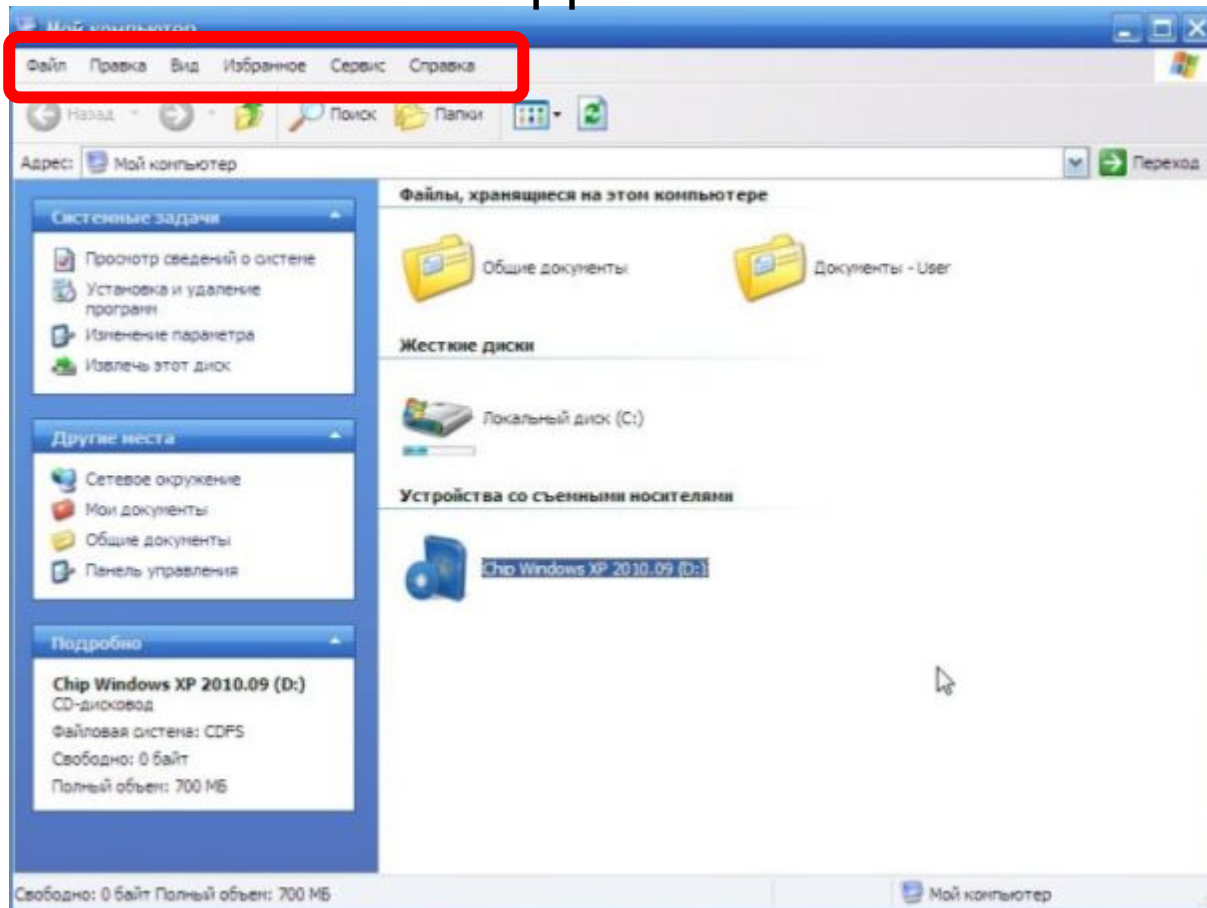 Мой компьютер
Файл Правка Вид Избранное Сервис Справка
Назад Поиск Папки
Адрес: Мой компьютер Переход
Системные задачи
Просмотр сведений о системе
Установка и удаление
программ
Изменение параметра
Извлечь этот диск
Другие места
Сетевое окружение
Мои документы
Общие документы
Панель управления
Подробно
Chip Windows XP 2010.09 (D:)
CD-дисковод
Файловая система: CDFS
Свободно: 0 байт
Полный объем: 700 МБ
Файлы, хранящиеся на этом компьютере
Общие документы Документы - User
Жесткие диски
Локальный диск (C:)
Устройства со съемными носителями
Chip Windows XP 2010.09 (D:)
Свободно: 0 байт Полный объем: 700 МБ Мой компьютер